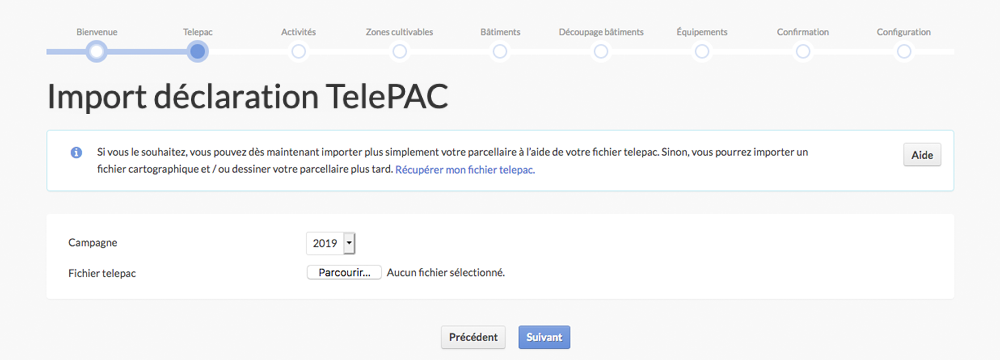 Bienvenue Telepac Activités Zones cultivables Bâtiments Découpage bâtiments Équipements Confirmation Configuration
Import déclaration TelePAC
Si vous le souhaitez, vous pouvez dès maintenant importer plus simplement votre parcellaire à l'aide de votre fichier telepac. Sinon, vous pourrez importer un
fichier cartographique et / ou dessiner votre parcellaire plus tard. Récupérer mon fichier telepac.
Aide
Campagne 2019
Fichier telepac Parcourir... Aucun fichier sélectionné.
Précédent Suivant